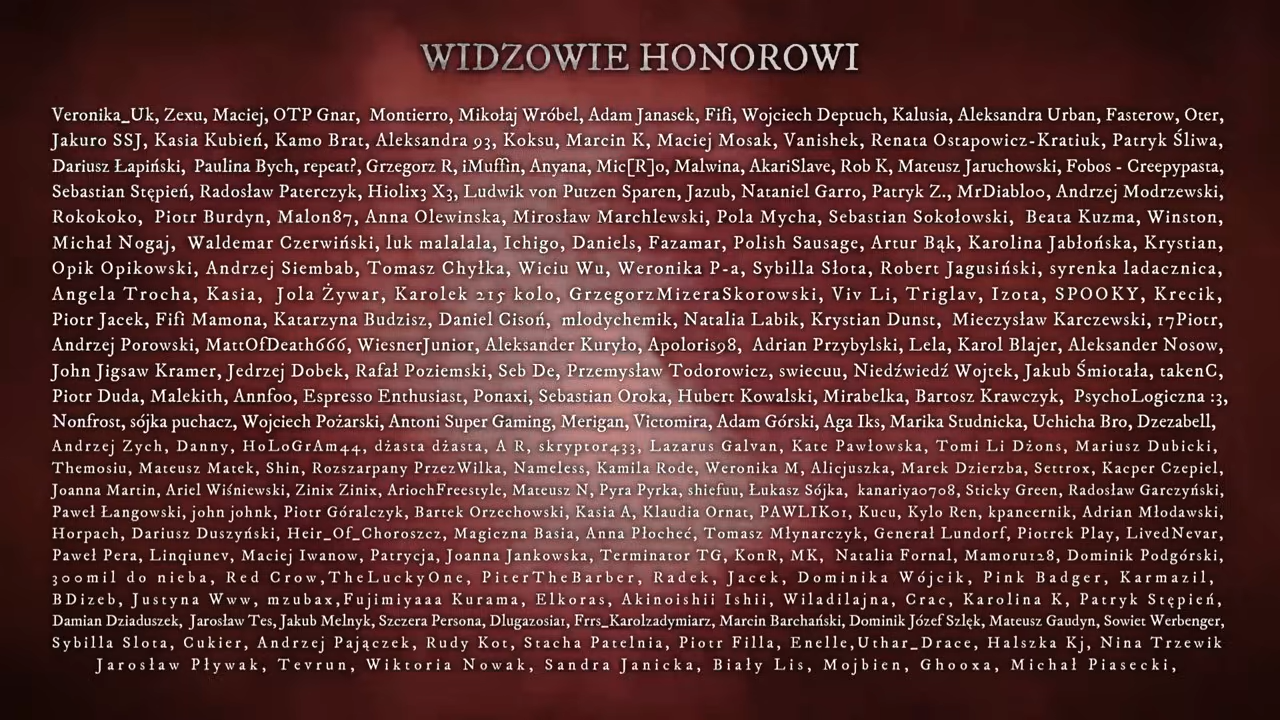 WIDZOWIE HONOROWI
Veronika_Uk, Zexu, Maciej, OTP Gnar, Montierro, Mikołaj Wróbel, Adam Janasek, Fifi, Wojciech Deptuch, Kalusia, Aleksandra Urban, Fasterow, Oter,
Jakuro SSJ, Kasia Kubień, Kamo Brat, Aleksandra 93, Koksu, Marcin K, Maciej Mosak, Vanishek, Renata Ostapowicz-Kratiuk, Patryk Śliwa,
Dariusz Łapiński, Paulina Bych, repeat?, Grzegorz R, iMuffin, Anyana, Mic[R]o, Malwina, AkariSlave, Rob K, Mateusz Jaruchowski, Fobos - Creepypasta,
Sebastian Stępień, Radosław Paterczyk, Hiolix3 X3, Ludwik von Putzen Sparen, Jazub, Nataniel Garro, Patryk Z., MrDiabloo, Andrzej Modrzewski,
Rokokoko, Piotr Burdyn, Malon87, Anna Olewinska, Mirosław Marchlewski, Pola Mycha, Sebastian Sokołowski, Beata Kuzma, Winston,
Michał Nogaj, Waldemar Czerwiński, luk malalala, Ichigo, Daniels, Fazamar, Polish Sausage, Artur Bąk, Karolina Jabłońska, Krystian,
Opik Opikowski, Andrzej Siembab, Tomasz Chyłka, Wiciu Wu, Weronika P-a, Sybilla Słota, Robert Jagusiński, syrenka ladacznica,
Angela Trocha, Kasia, Jola Żywar, Karolek 215 kolo, GrzegorzMizeraSkorowski, Viv Li, Triglav, Izota, SPOOKY, Krecik,
Piotr Jacek, Fifi Mamona, Katarzyna Budzisz, Daniel Cisoń, mlodychemik, Natalia Labik, Krystian Dunst, Mieczysław Karczewski, 17Piotr,
Andrzej Porowski, MattOfDeath666, WiesnerJunior, Aleksander Kuryło, Apoloris98, Adrian Przybylski, Lela, Karol Blajer, Aleksander Nosow,
John Jigsaw Kramer, Jedrzej Dobek, Rafał Poziemski, Seb De, Przemysław Todorowicz, swiecuu, Niedźwiedź Wojtek, Jakub Śmiotała, takenC,
Piotr Duda, Malekith, Annfoo, Espresso Enthusiast, Ponaxi, Sebastian Oroka, Hubert Kowalski, Mirabelka, Bartosz Krawczyk, PsychoLogiczna :3,
Nonfrost, sójka puchacz, Wojciech Pożarski, Antoni Super Gaming, Merigan, Victomira, Adam Górski, Aga Iks, Marika Studnicka, Uchicha Bro, Dzezabell,
Andrzej Zych, Danny, HoLoGrAm44, dżasta dżasta, A R, skryptor433, Lazarus Galvan, Kate Pawłowska, Tomi Li Dżons, Mariusz Dubicki,
Themosiu, Mateusz Matek, Shin, Rozszarpany PrzezWilka, Nameless, Kamila Rode, Weronika M, Alicjuszka, Marek Dzierzba, Settrox, Kacper Czepiel,
Joanna Martin, Ariel Wiśniewski, Zinix Zinix, AriochFreestyle, Mateusz N, Pyra Pyrka, shiefuu, Łukasz Sójka, kanariya0708, Sticky Green, Radosław Garczyński,
Paweł Łangowski, john johnk, Piotr Góralczyk, Bartek Orzechowski, Kasia A, Klaudia Ornat, PAWLIK01, Kucu, Kylo Ren, kpancernik, Adrian Młodawski,
Horpach, Dariusz Duszyński, Heir_Of_Choroszcz, Magiczna Basia, Anna Płocheć, Tomasz Młynarczyk, Generał Lundorf, Piotrek Play, LivedNevar,
Paweł Pera, Linqiunev, Maciej Iwanow, Patrycja, Joanna Jankowska, Terminator TG, KonR, MK, Natalia Fornal, Mamoru128, Dominik Podgórski,
300mil do nieba, Red Crow,TheLuckyOne, PiterTheBarber, Radek, Jacek, Dominika Wójcik, Pink Badger, Karmazil,
BDizeb, Justyna Www, mzubax,Fujimiyaaa Kurama, Elkoras, Akinoishii Ishii, Wiladilajna, Crac, Karolina K, Patryk Stępień,
Damian Dziaduszek, Jarosław Tes, Jakub Melnyk, Szczera Persona, Dlugazosia1, Frrs_Karolzadymiarz, Marcin Barchański, Dominik Józef Szlęk, Mateusz Gaudyn, Sowiet Werbenger,
Sybilla Slota, Cukier, Andrzej Pajączek, Rudy Kot, Stacha Patelnia, Piotr Filla, Enelle,Uthar_Drace, Halszka Kj, Nina Trzewik
Jarosław Pływak, Tevrun, Wiktoria Nowak, Sandra Janicka, Biały Lis, Mojbien, Ghooxa, Michał Piasecki,